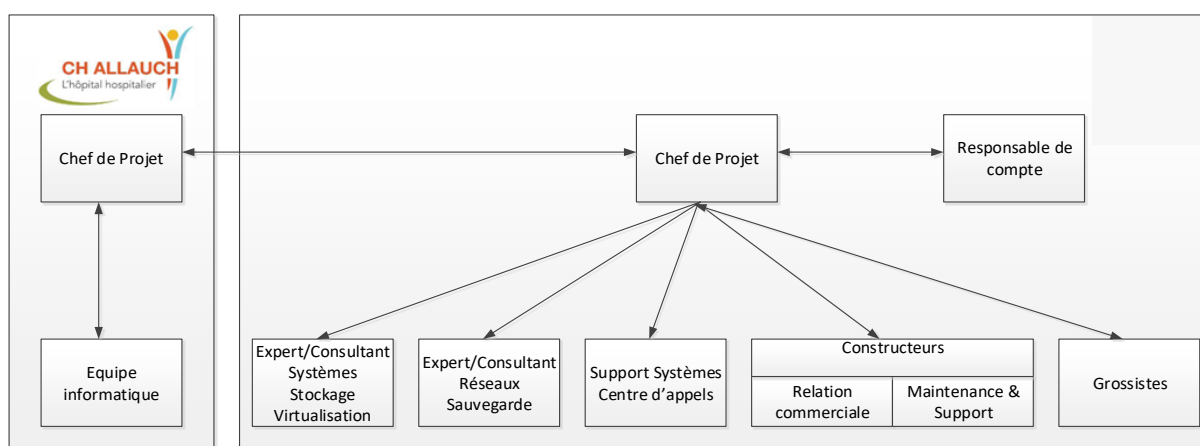 CH ALLAUCH
L'hôpital hospitalier
Chef de Projet
Chef de Projet
Responsable de
compte
Equipe
informatique
Expert/Consultant
Systèmes
Stockage
Virtualisation
Expert/Consultant
Réseaux
Sauvegarde
Support Systèmes
Centre d’appels
Constructeurs
Relation
commerciale
Maintenance &
Support
Grossistes